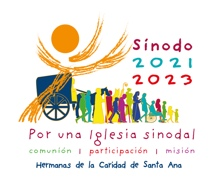 Sínodo
2021
2023
Por una Iglesia sinodal
comunión | participación | misión
Hermanas de la Caridad de Santa Ana